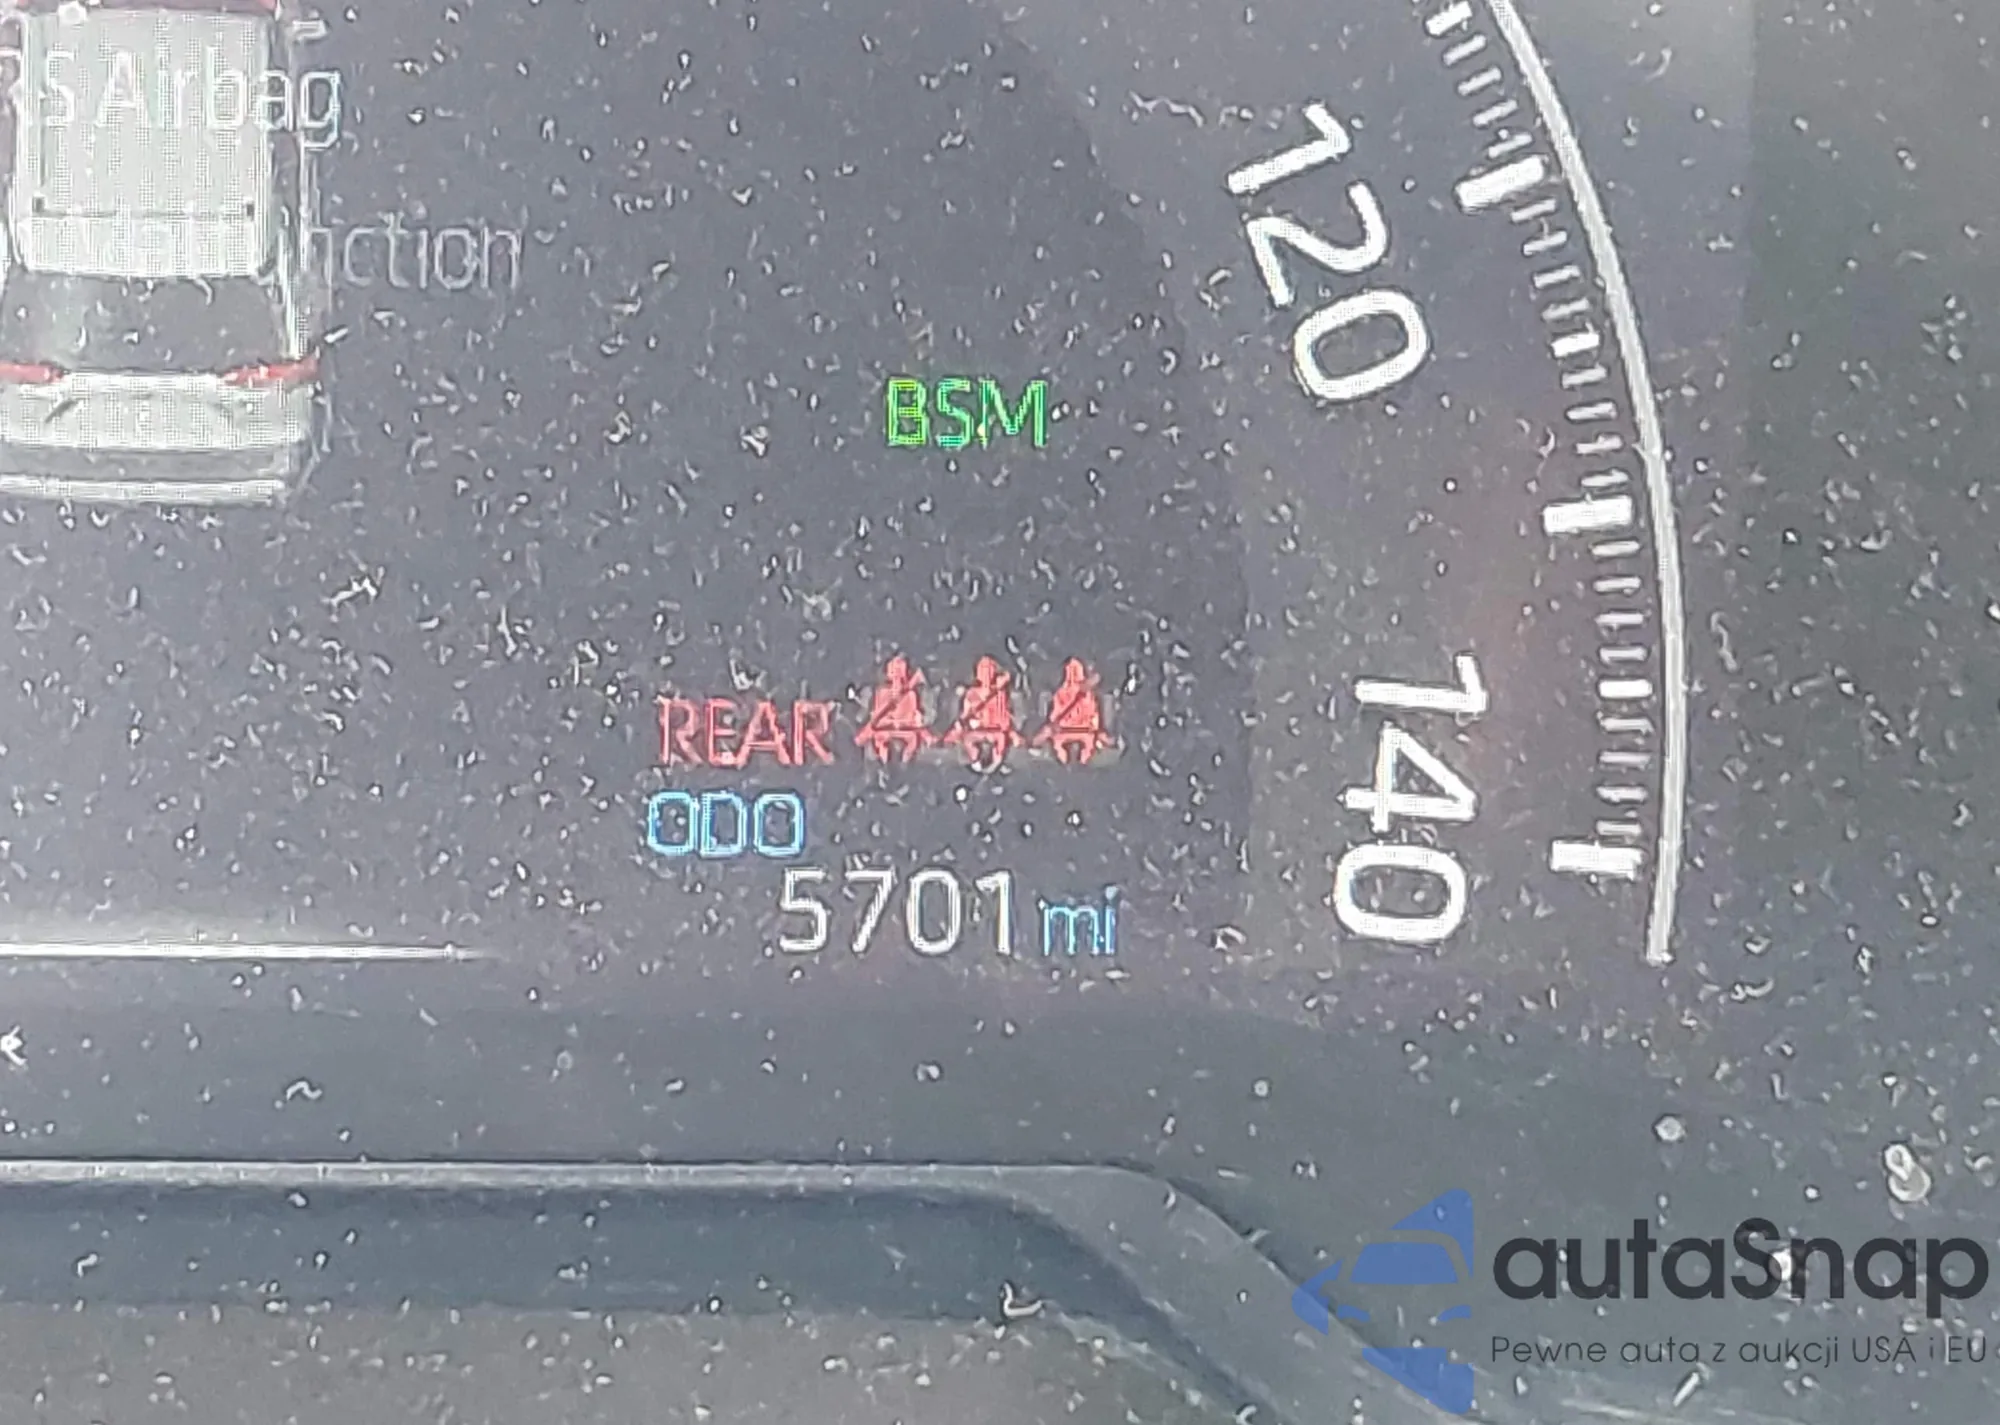 Airbag
120
BSM
REAR
140
ODO
5701 mi
autaSnap
Pewne auta z aukcji USA i EU